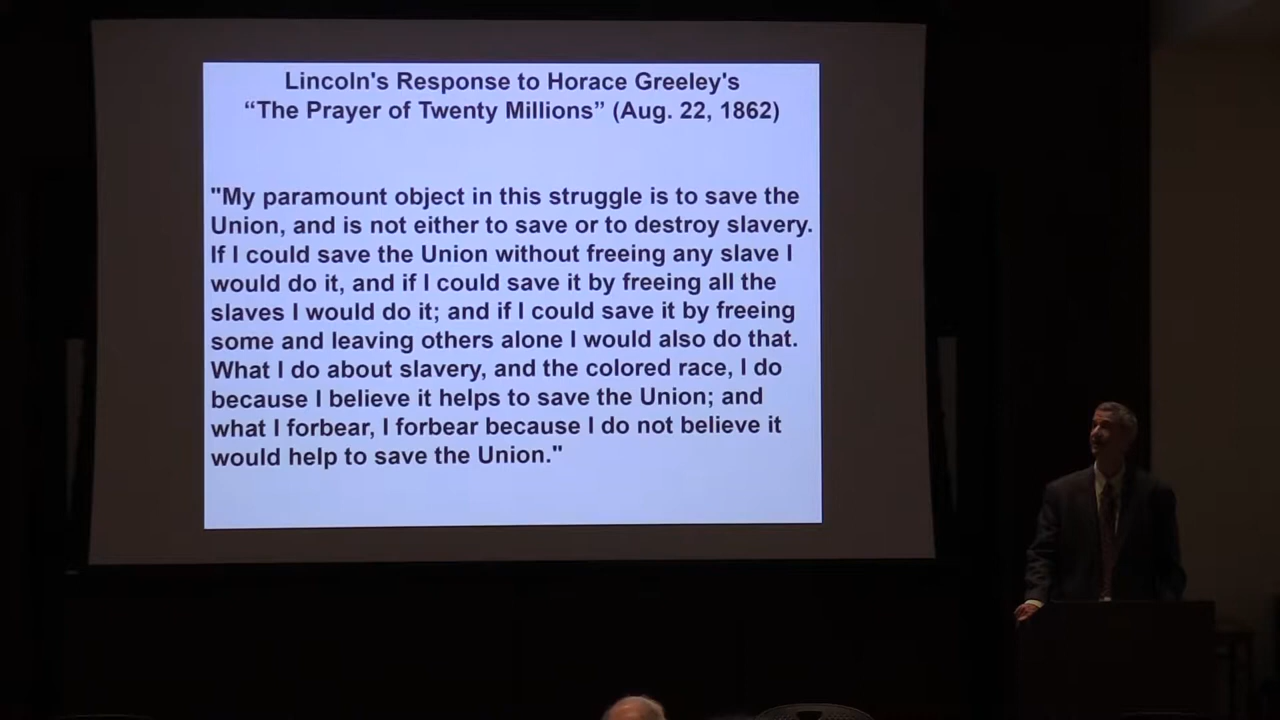 Lincoln's Response to Horace Greeley's
“The Prayer of Twenty Millions” (Aug. 22, 1862)
"My paramount object in this struggle is to save the
Union, and is not either to save or to destroy slavery.
If I could save the Union without freeing any slave I
would do it, and if I could save it by freeing all the
slaves I would do it; and if I could save it by freeing
some and leaving others alone I would also do that.
What I do about slavery, and the colored race, I do
because I believe it helps to save the Union; and
what I forbear, I forbear because I do not believe it
would help to save the Union."